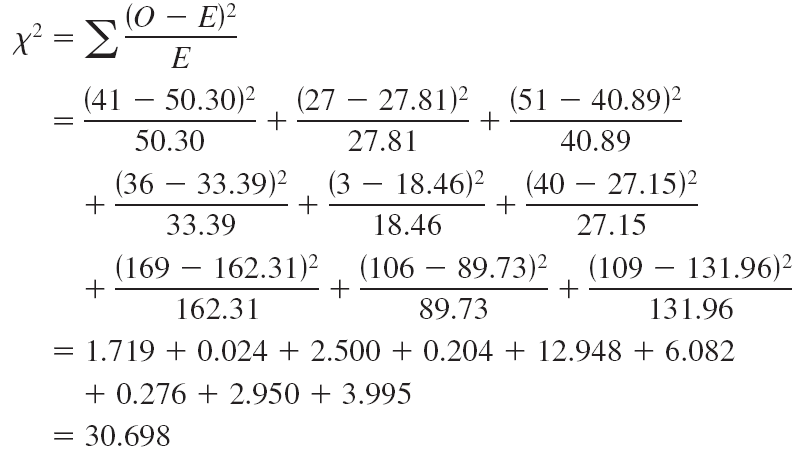 χ² = ∑ (O − E)² / E
= (41 − 50.30)² / 50.30 + (27 − 27.81)² / 27.81 + (51 − 40.89)² / 40.89
+ (36 − 33.39)² / 33.39 + (3 − 18.46)² / 18.46 + (40 − 27.15)² / 27.15
+ (169 − 162.31)² / 162.31 + (106 − 89.73)² / 89.73 + (109 − 131.96)² / 131.96
= 1.719 + 0.024 + 2.500 + 0.204 + 12.948 + 6.082
+ 0.276 + 2.950 + 3.995
= 30.698